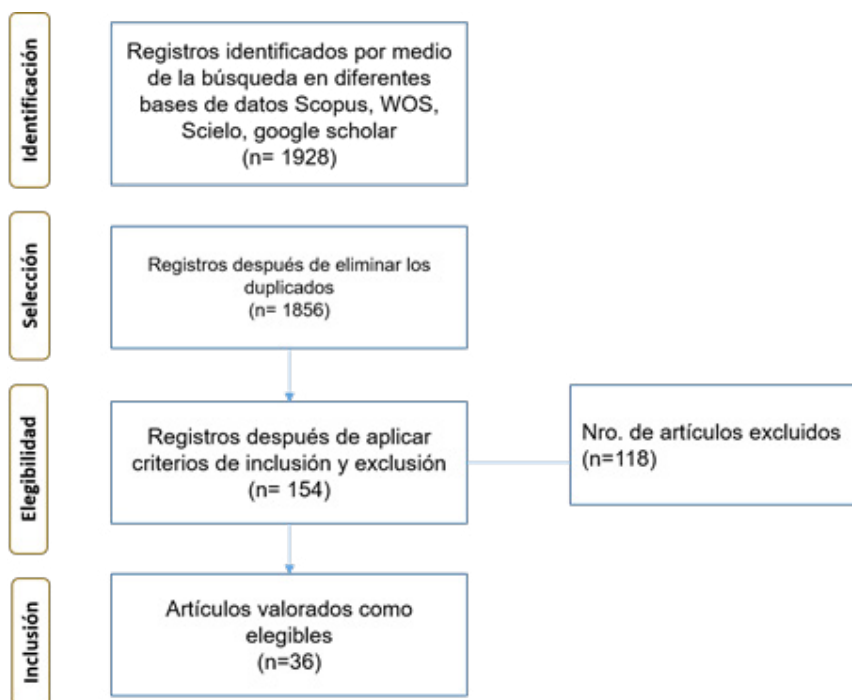 Identificación
Registros identificados por medio
de la búsqueda en diferentes
bases de datos Scopus, WOS,
Scielo, google scholar
(n= 1928)
Selección
Registros después de eliminar los
duplicados
(n= 1856)
Elegibilidad
Registros después de aplicar
criterios de inclusión y exclusión
(n= 154)
Nro. de artículos excluidos
(n=118)
Inclusión
Artículos valorados como
elegibles
(n=36)